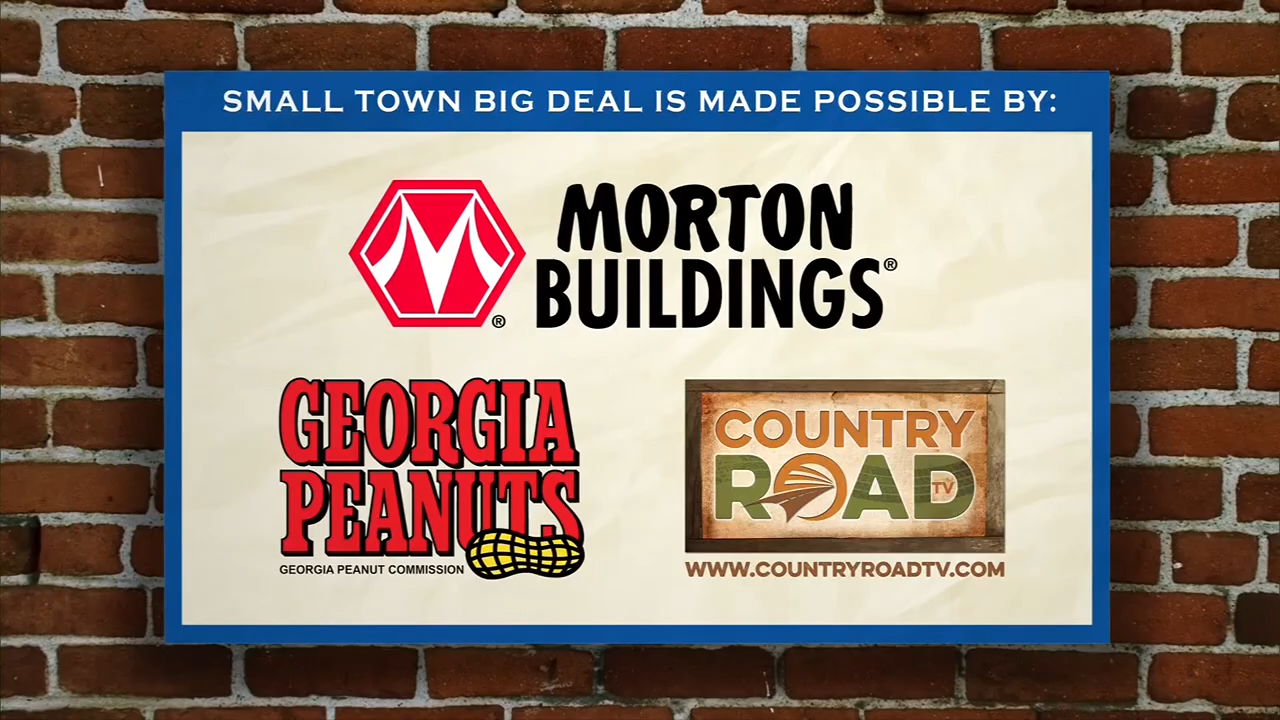 SMALL TOWN BIG DEAL IS MADE POSSIBLE BY:
MORTON
BUILDINGS®
®
GEORGIA
PEANUTS
GEORGIA PEANUT COMMISSION
COUNTRY
ROAD TV
WWW.COUNTRYROADTV.COM